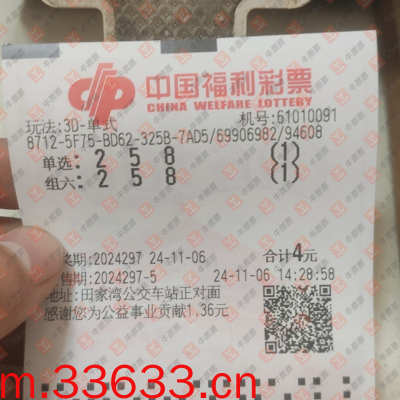 中国福利彩票
CHINA WELFARE LOTTERY
玩法:3D-单式 机号:61010091
8712-5F75-BD62-325B-7AD5/69906982/94608
单选: 2 5 8 (1)
组六: 2 5 8 (1)
奖期:2024297 24-11-06 合计4元
售期:2024297-5 24-11-06 14:28:58
地址:田家湾公交车站正对面
感谢您为公益事业贡献1.36元
m.33633.cn